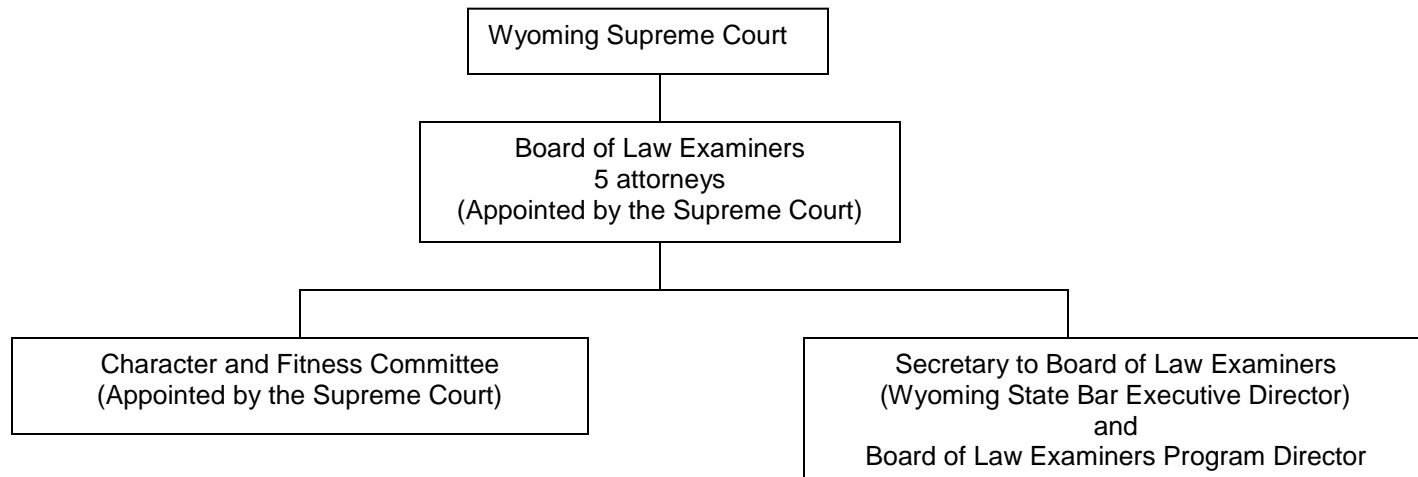 Wyoming Supreme Court
Board of Law Examiners
5 attorneys
(Appointed by the Supreme Court)
Character and Fitness Committee
(Appointed by the Supreme Court)
Secretary to Board of Law Examiners
(Wyoming State Bar Executive Director)
and
Board of Law Examiners Program Director